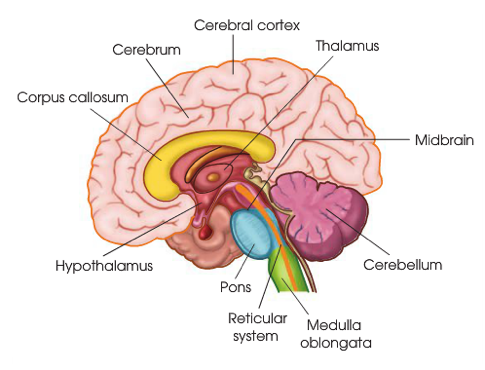 Cerebral cortex
Cerebrum
Thalamus
Corpus callosum
Midbrain
Hypothalamus
Cerebellum
Pons
Reticular
system
Medulla
oblongata